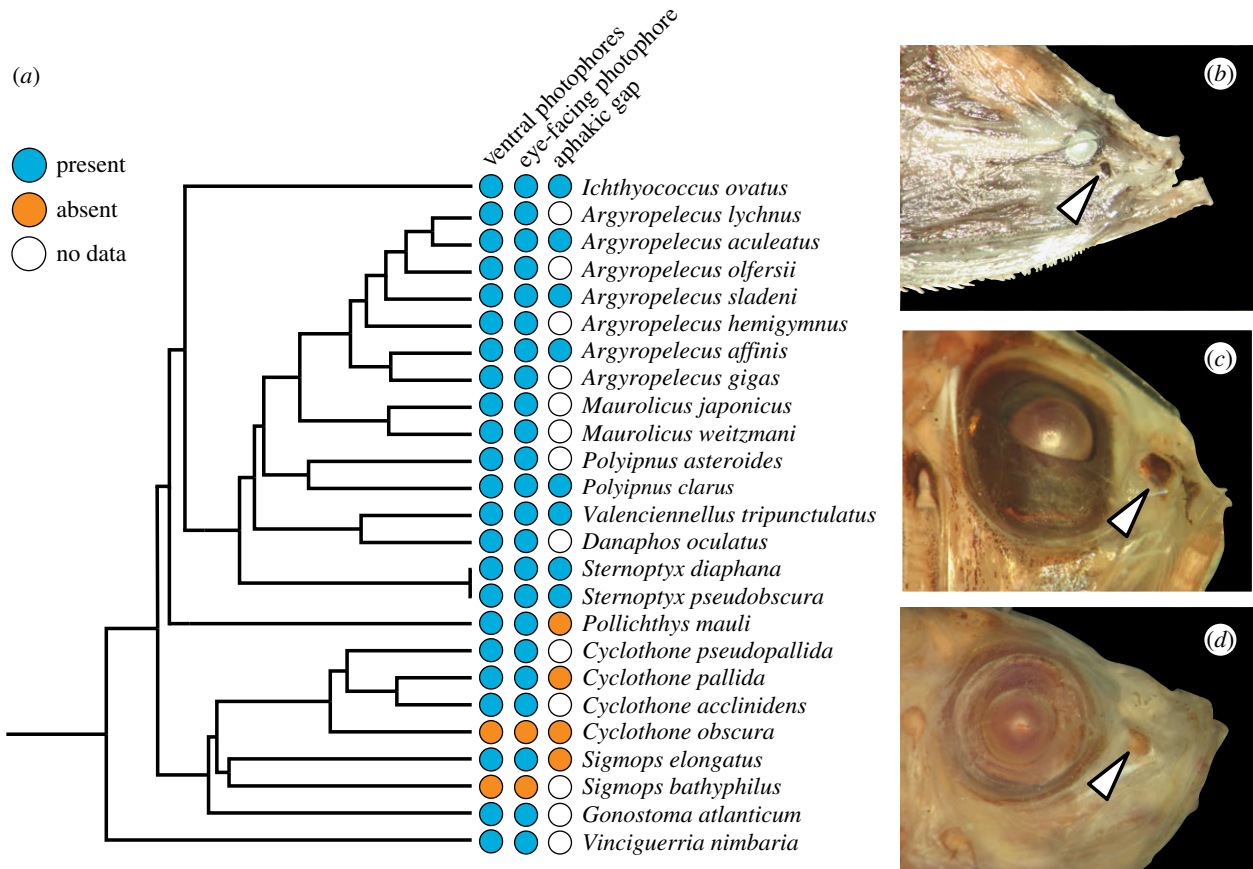 (a)
present
absent
no data
ventral photophores
eye-facing photophore
aphakic gap
Ichthyococcus ovatus
Argyropelecus lychnus
Argyropelecus aculeatus
Argyropelecus olfersii
Argyropelecus sladeni
Argyropelecus hemigymnus
Argyropelecus affinis
Argyropelecus gigas
Maurolicus japonicus
Maurolicus weitzmani
Polyipnus asteroides
Polyipnus clarus
Valenciennellus tripunctulatus
Danaphos oculatus
Sternoptyx diaphana
Sternoptyx pseudobscura
Pollichthys mauli
Cyclothone pseudopallida
Cyclothone pallida
Cyclothone acclinidens
Cyclothone obscura
Sigmops elongatus
Sigmops bathyphilus
Gonostoma atlanticum
Vinciguerria nimbaria
(b)
(c)
(d)